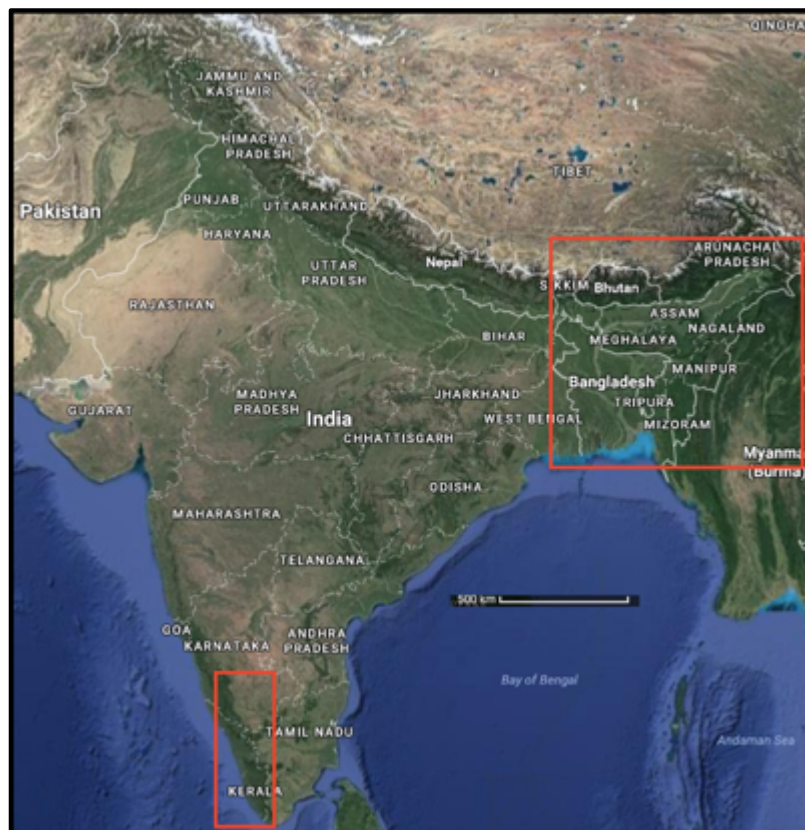 QINGHA
JAMMU AND
KASHMIR
HIMACHAL
PRADESH
TIBET
PUNJAB
UTTARAKHAND
Pakistan
HARYANA
ARUNACHAL
PRADESH
Nepal
UTTAR
PRADESH
SIKKIM
Bhutan
RAJASTHAN
ASSAM
NAGALAND
BIHAR
MEGHALAYA
MANIPUR
Bangladesh
GUJARAT
MADHYA
PRADESH
JHARKHAND
TRIPURA
India
WEST BENGAL
MIZORAM
CHHATTISGARH
Myanma
(Burma)
ODISHA
MAHARASHTRA
TELANGANA
500 km
GOA
KARNATAKA
ANDHRA
PRADESH
Bay of Bengal
TAMIL NADU
Andaman Sea
KERALA